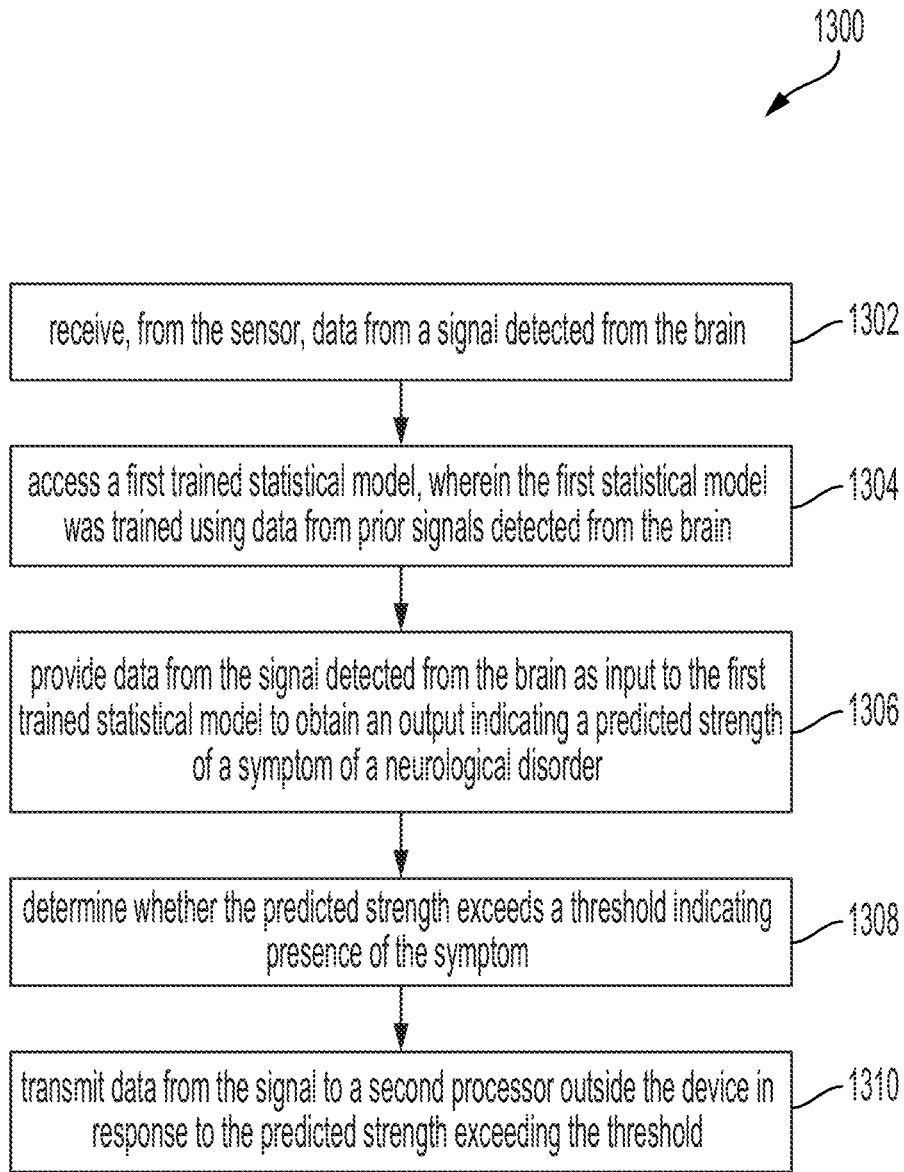 1300
receive, from the sensor, data from a signal detected from the brain
1302
access a first trained statistical model, wherein the first statistical model
was trained using data from prior signals detected from the brain
1304
provide data from the signal detected from the brain as input to the first
trained statistical model to obtain an output indicating a predicted strength
of a symptom of a neurological disorder
1306
determine whether the predicted strength exceeds a threshold indicating
presence of the symptom
1308
transmit data from the signal to a second processor outside the device in
response to the predicted strength exceeding the threshold
1310